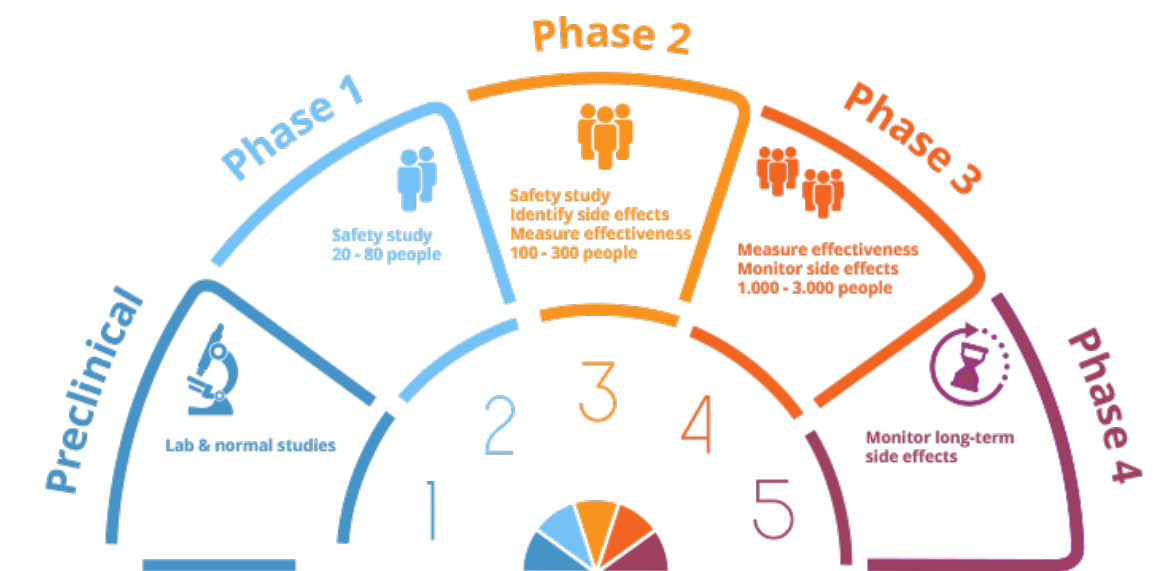 Preclinical
Lab & normal studies
1
Phase 1
Safety study
20 - 80 people
2
Phase 2
Safety study
Identify side effects
Measure effectiveness
100 - 300 people
3
Phase 3
Measure effectiveness
Monitor side effects
1.000 - 3.000 people
4
Phase 4
Monitor long-term
side effects
5